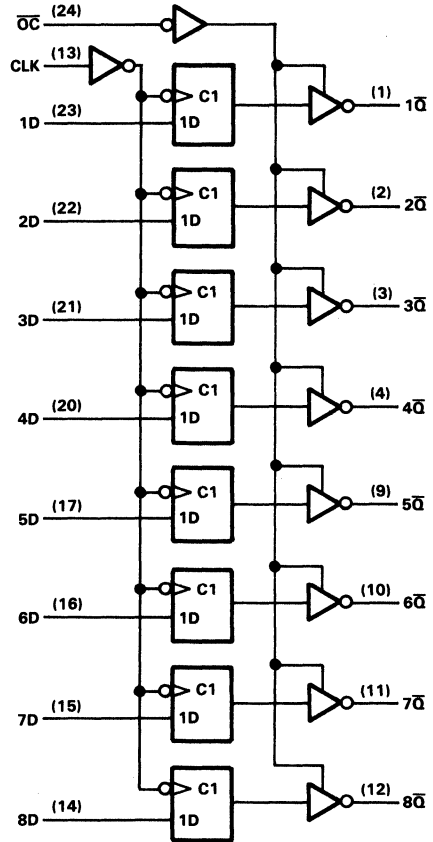 O̅C̅ (24)
CLK (13)
C1
1D (23) 1D (1) 1Q̅
C1
2D (22) 1D (2) 2Q̅
C1
3D (21) 1D (3) 3Q̅
C1
4D (20) 1D (4) 4Q̅
C1
5D (17) 1D (9) 5Q̅
C1
6D (16) 1D (10) 6Q̅
C1
7D (15) 1D (11) 7Q̅
C1
8D (14) 1D (12) 8Q̅